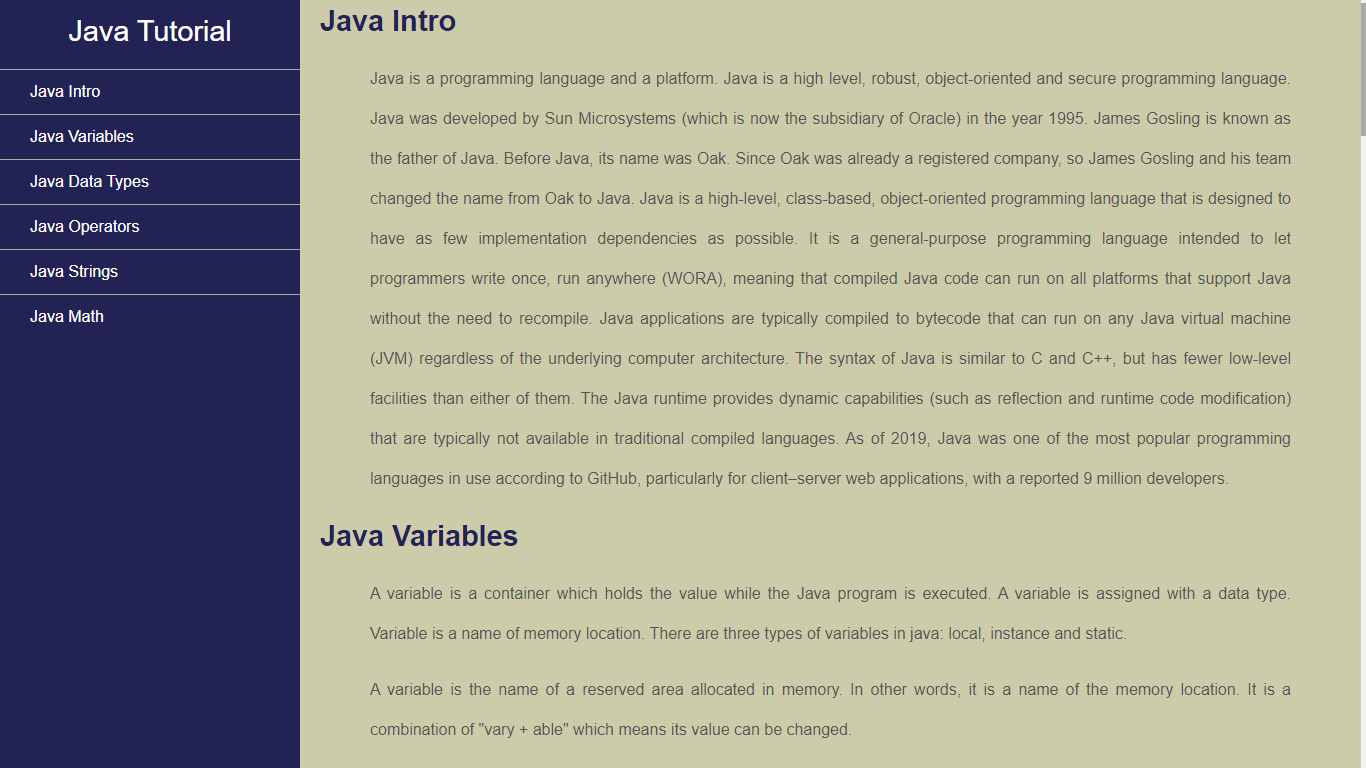 Java Tutorial
Java Intro
Java Variables
Java Data Types
Java Operators
Java Strings
Java Math
Java Intro
Java is a programming language and a platform. Java is a high level, robust, object-oriented and secure programming language.
Java was developed by Sun Microsystems (which is now the subsidiary of Oracle) in the year 1995. James Gosling is known as
the father of Java. Before Java, its name was Oak. Since Oak was already a registered company, so James Gosling and his team
changed the name from Oak to Java. Java is a high-level, class-based, object-oriented programming language that is designed to
have as few implementation dependencies as possible. It is a general-purpose programming language intended to let
programmers write once, run anywhere (WORA), meaning that compiled Java code can run on all platforms that support Java
without the need to recompile. Java applications are typically compiled to bytecode that can run on any Java virtual machine
(JVM) regardless of the underlying computer architecture. The syntax of Java is similar to C and C++, but has fewer low-level
facilities than either of them. The Java runtime provides dynamic capabilities (such as reflection and runtime code modification)
that are typically not available in traditional compiled languages. As of 2019, Java was one of the most popular programming
languages in use according to GitHub, particularly for client–server web applications, with a reported 9 million developers.
Java Variables
A variable is a container which holds the value while the Java program is executed. A variable is assigned with a data type.
Variable is a name of memory location. There are three types of variables in java: local, instance and static.
A variable is the name of a reserved area allocated in memory. In other words, it is a name of the memory location. It is a
combination of "vary + able" which means its value can be changed.